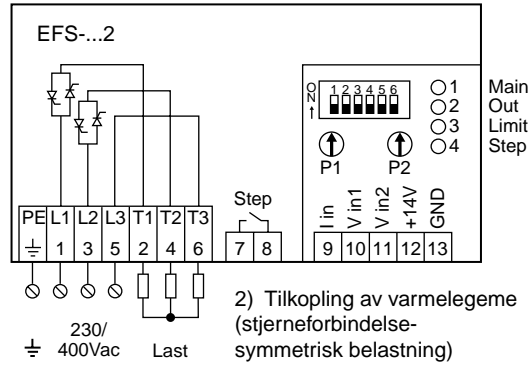 EFS-...2
ON 1 2 3 4 5 6
1 Main
2 Out
3 Limit
4 Step
P1 P2
Step
I in V in1 V in2 +14V GND
PE L1 L2 L3 T1 T2 T3
1 3 5 2 4 6 7 8 9 10 11 12 13
230/
400Vac Last
2) Tilkopling av varmelegeme
(stjerneforbindelse-
symmetrisk belastning)